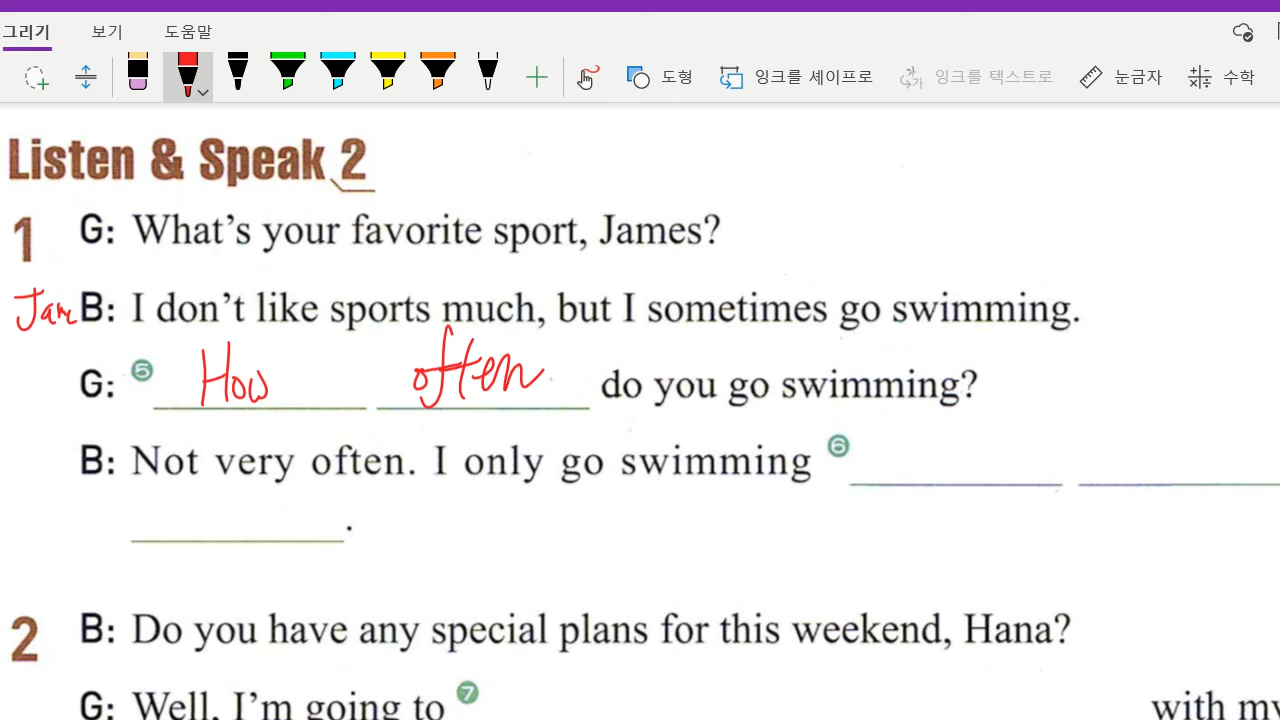 그리기 보기 도움말
도형 잉크를 셰이프로 잉크를 텍스트로 눈금자 수학
Listen & Speak 2
1 G: What's your favorite sport, James?
Jame B: I don't like sports much, but I sometimes go swimming.
G: ⑤ How often do you go swimming?
B: Not very often. I only go swimming ⑥
.
2 B: Do you have any special plans for this weekend, Hana?
G: Well, I'm going to ⑦ with my